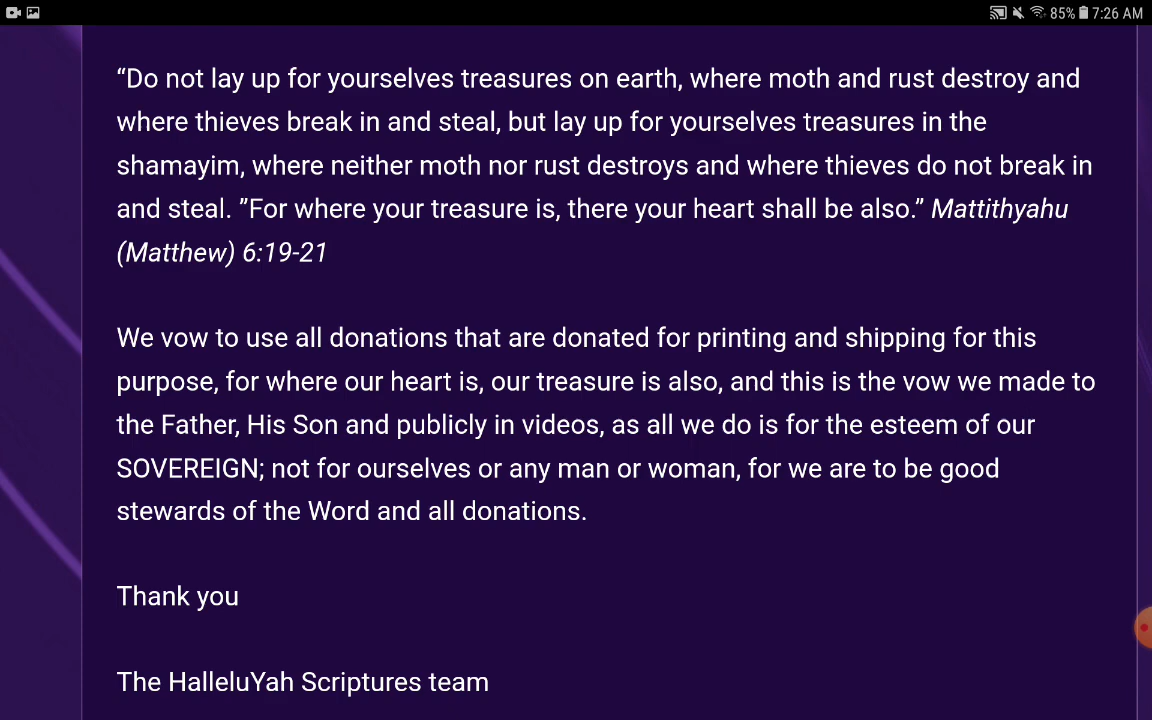 85% 7:26 AM
“Do not lay up for yourselves treasures on earth, where moth and rust destroy and
where thieves break in and steal, but lay up for yourselves treasures in the
shamayim, where neither moth nor rust destroys and where thieves do not break in
and steal. ”For where your treasure is, there your heart shall be also.” Mattithyahu
(Matthew) 6:19-21
We vow to use all donations that are donated for printing and shipping for this
purpose, for where our heart is, our treasure is also, and this is the vow we made to
the Father, His Son and publicly in videos, as all we do is for the esteem of our
SOVEREIGN; not for ourselves or any man or woman, for we are to be good
stewards of the Word and all donations.
Thank you
The HalleluYah Scriptures team